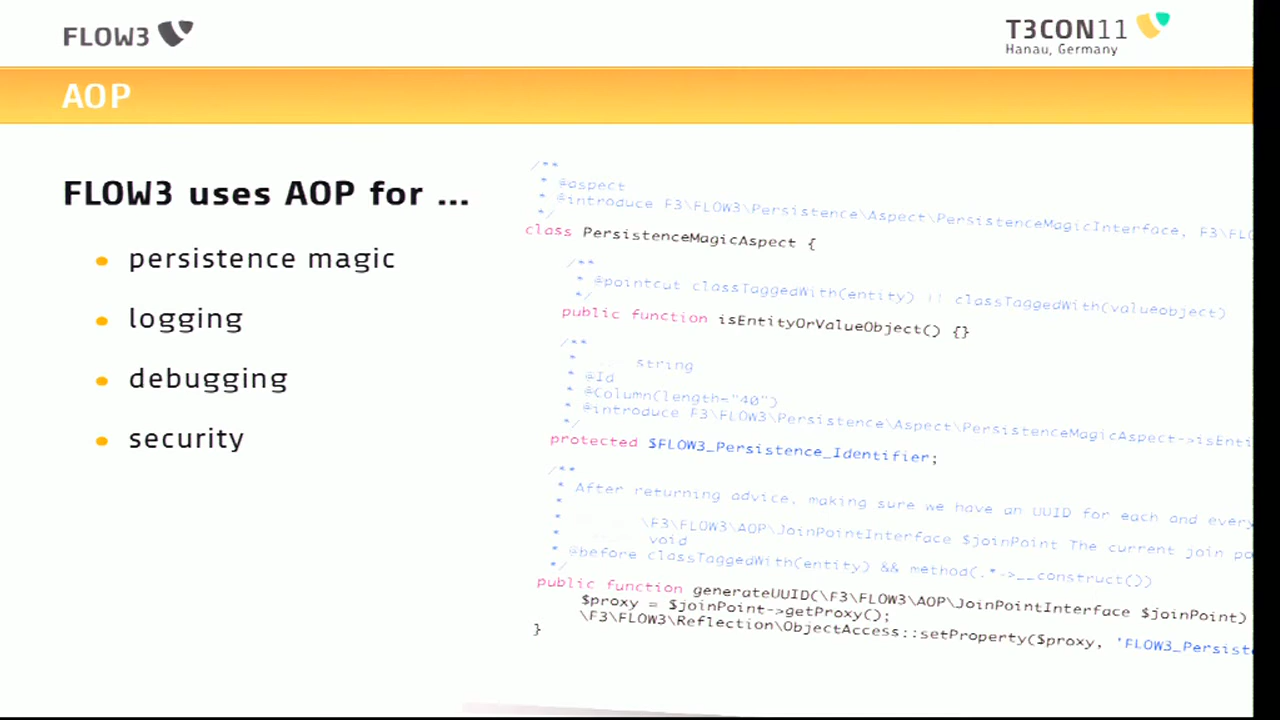 FLOW3
T3CON11
Hanau, Germany
AOP
FLOW3 uses AOP for ...
• persistence magic
• logging
• debugging
• security
/**
* @aspect
* @introduce F3\FLOW3\Persistence\Aspect\PersistenceMagicInterface, F3\FLO
*/
class PersistenceMagicAspect {
/**
* @pointcut classTaggedWith(entity) || classTaggedWith(valueobject)
*/
public function isEntityOrValueObject() {}
/**
* string
* @Id
* @Column(length="40")
* @introduce F3\FLOW3\Persistence\Aspect\PersistenceMagicAspect->isEnti
*/
protected $FLOW3_Persistence_Identifier;
/**
* After returning advice, making sure we have an UUID for each and every
*
* \F3\FLOW3\AOP\JoinPointInterface $joinPoint The current join po
* void
* @before classTaggedWith(entity) && method(.*->__construct())
*/
public function generateUUID(\F3\FLOW3\AOP\JoinPointInterface $joinPoint)
$proxy = $joinPoint->getProxy();
\F3\FLOW3\Reflection\ObjectAccess::setProperty($proxy, 'FLOW3_Persiste
}